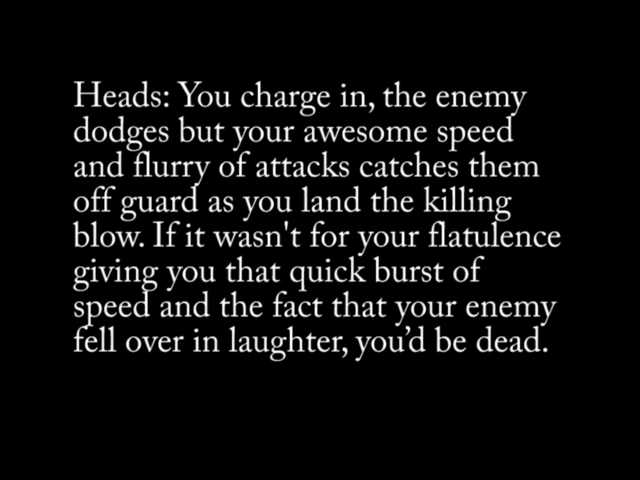 Heads: You charge in, the enemy
dodges but your awesome speed
and flurry of attacks catches them
off guard as you land the killing
blow. If it wasn't for your flatulence
giving you that quick burst of
speed and the fact that your enemy
fell over in laughter, you’d be dead.